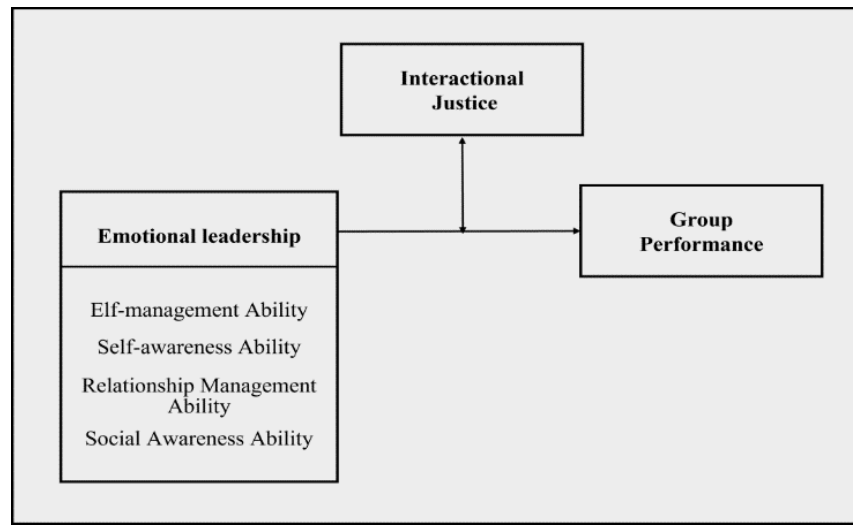 Interactional
Justice
Emotional leadership
Group
Performance
Elf-management Ability
Self-awareness Ability
Relationship Management
Ability
Social Awareness Ability